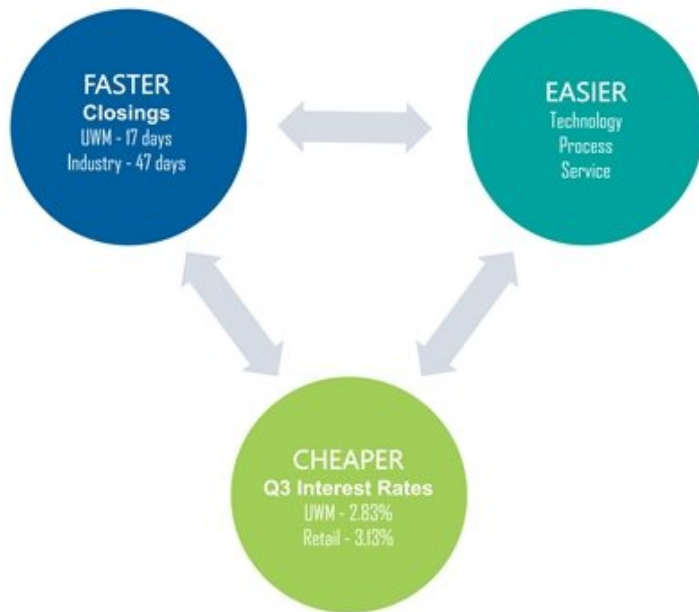 FASTER
Closings
UWM - 17 days
Industry - 47 days
EASIER
Technology
Process
Service
CHEAPER
Q3 Interest Rates
UWM - 2.83%
Retail - 3.13%